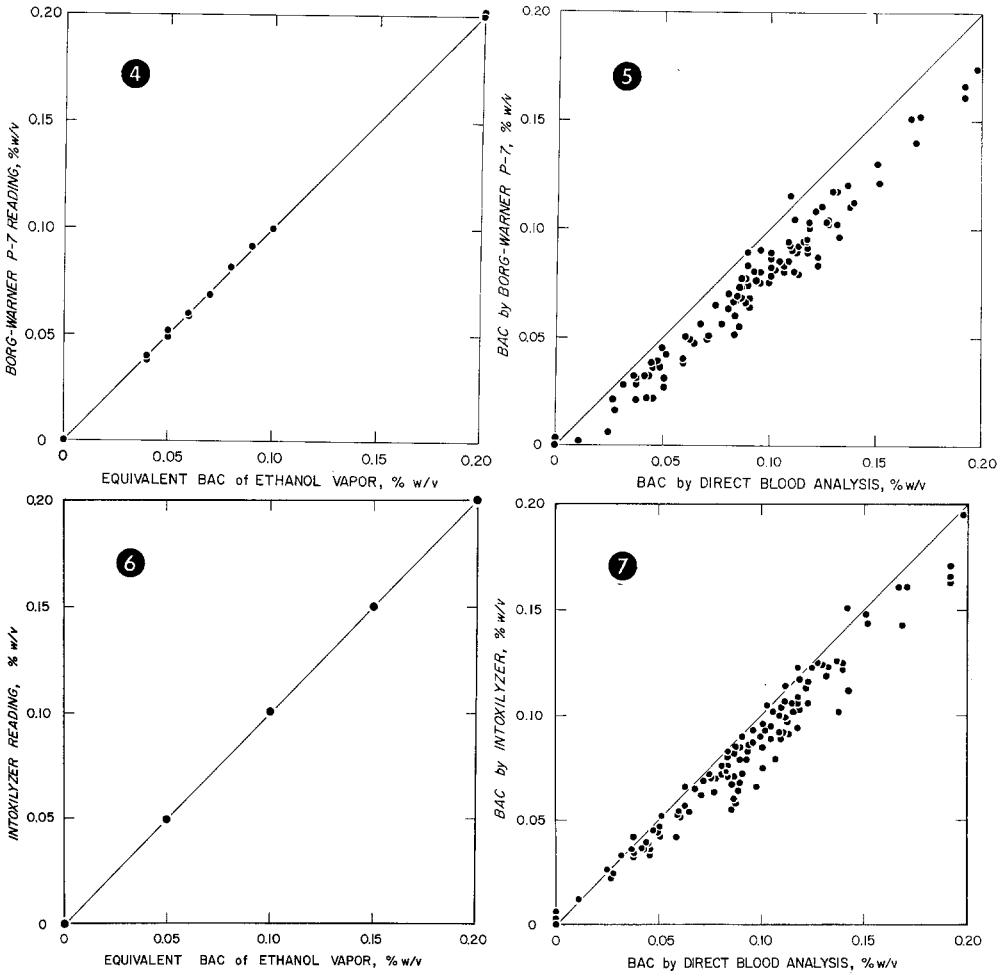 4
BORG-WARNER P-7 READING, %w/v
0.20
0.15
0.10
0.05
0
0 0.05 0.10 0.15 0.20
EQUIVALENT BAC of ETHANOL VAPOR, % w/v
5
BAC by BORG-WARNER P-7, % w/v
0.20
0.15
0.10
0.05
0
0 0.05 0.10 0.15 0.20
BAC by DIRECT BLOOD ANALYSIS, %w/v
6
INTOXILYZER READING, % w/v
0.20
0.15
0.10
0.05
0
0 0.05 0.10 0.15 0.20
EQUIVALENT BAC of ETHANOL VAPOR, %w/v
7
BAC by INTOXILYZER, % w/v
0.20
0.15
0.10
0.05
0
0 0.05 0.10 0.15 0.20
BAC by DIRECT BLOOD ANALYSIS, %w/v